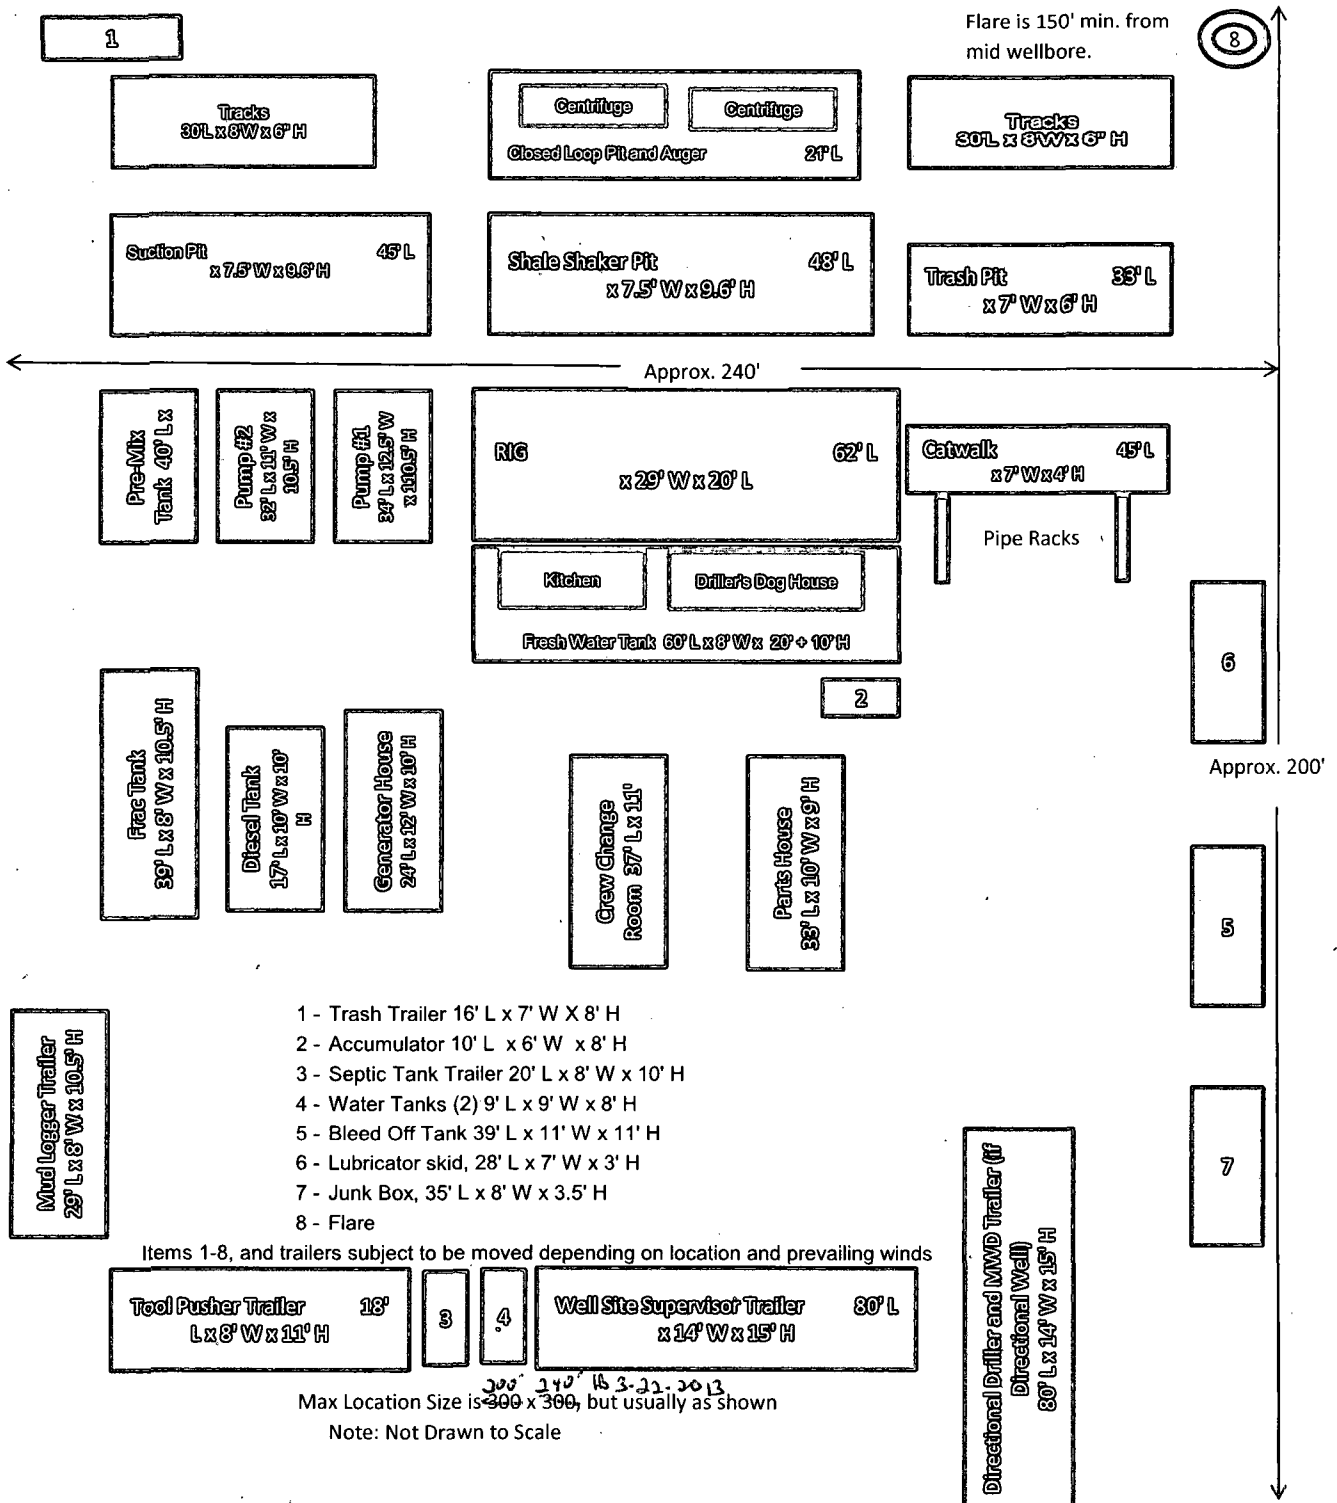 1
Flare is 150' min. from
mid wellbore.
8
Tracks
30'L x 8'W x 6" H
Centrifuge
Centrifuge
Closed Loop Pit and Auger 21' L
Tracks
30'L x 8'W x 6" H
Suction Pit 45' L
x 7.5' W x 9.6' H
Shale Shaker Pit 48' L
x 7.5' W x 9.6' H
Trash Pit 33' L
x 7' W x 6' H
Approx. 240'
Pre-Mix
Tank 40' L x
Pump #2
32' L x 11' W x
10.5' H
Pump #1
34' L x 12.5' W
x 110.5' H
RIG 62' L
x 29' W x 20' L
Catwalk 45' L
x 7' W x 4' H
Pipe Racks
Kitchen
Driller's Dog House
Fresh Water Tank 60' L x 8' W x 20' + 10' H
6
2
Frac Tank
39' L x 8' W x 10.5' H
Diesel Tank
17' L x 10' W x 10'
H
Generator House
24' L x 12' W x 10' H
Crew Change
Room 37' L x 11'
Parts House
33' L x 10' W x 9' H
Approx. 200'
5
Mud Logger Trailer
29' L x 8' W x 10.5' H
1 - Trash Trailer 16' L x 7' W X 8' H
2 - Accumulator 10' L x 6' W x 8' H
3 - Septic Tank Trailer 20' L x 8' W x 10' H
4 - Water Tanks (2) 9' L x 9' W x 8' H
5 - Bleed Off Tank 39' L x 11' W x 11' H
6 - Lubricator skid, 28' L x 7' W x 3' H
7 - Junk Box, 35' L x 8' W x 3.5' H
8 - Flare
7
Items 1-8, and trailers subject to be moved depending on location and prevailing winds
Directional Driller and MWD Trailer (if
Directional Well)
80' L x 14' W x 15' H
Tool Pusher Trailer 18'
L x 8' W x 11' H
3
4
Well Site Supervisor Trailer 80' L
x 14' W x 15' H
200' 240' 3-22-2013
Max Location Size is 300 x 300, but usually as shown
Note: Not Drawn to Scale